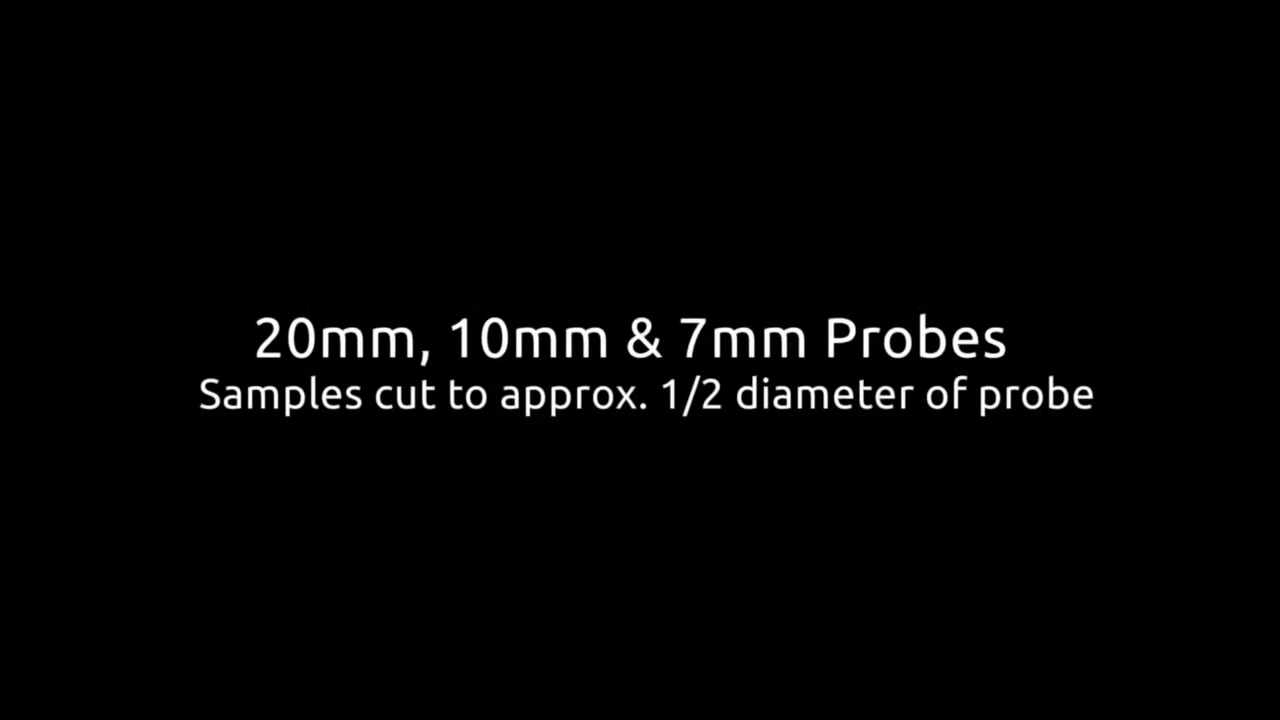 20mm, 10mm & 7mm Probes
Samples cut to approx. 1/2 diameter of probe